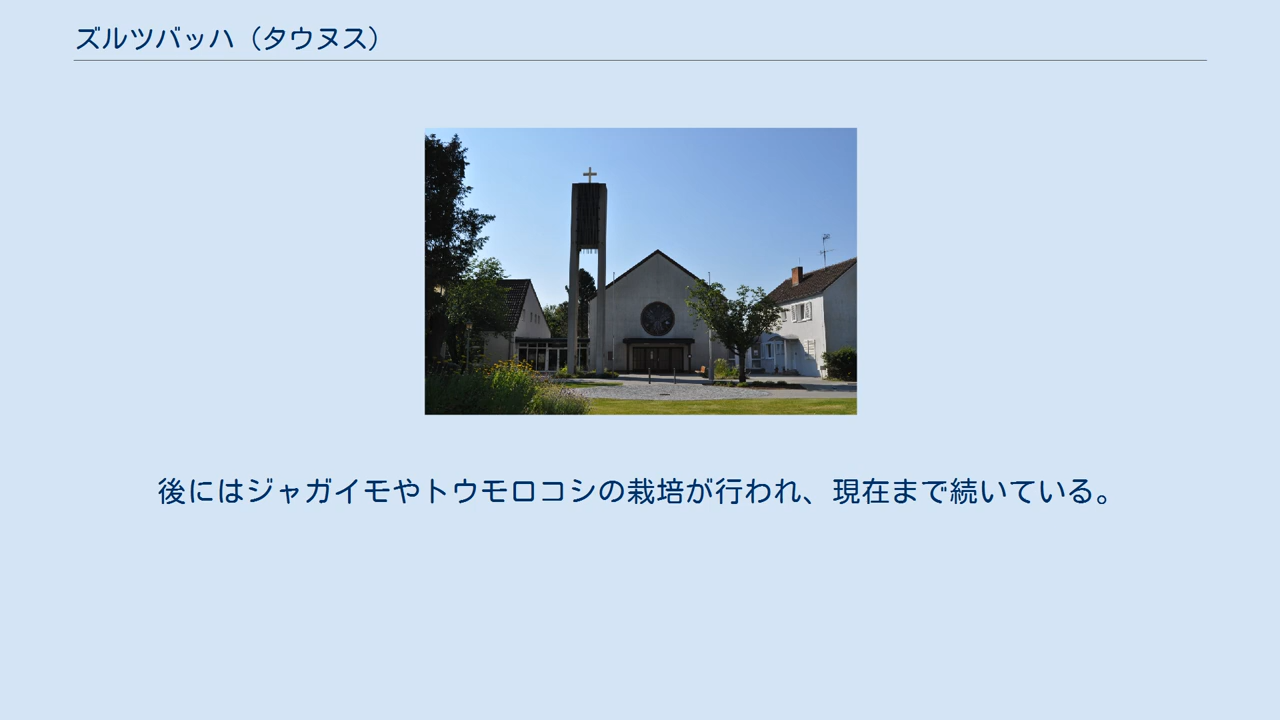 ズルツバッハ（タウヌス）
後にはジャガイモやトウモロコシの栽培が行われ、現在まで続いている。